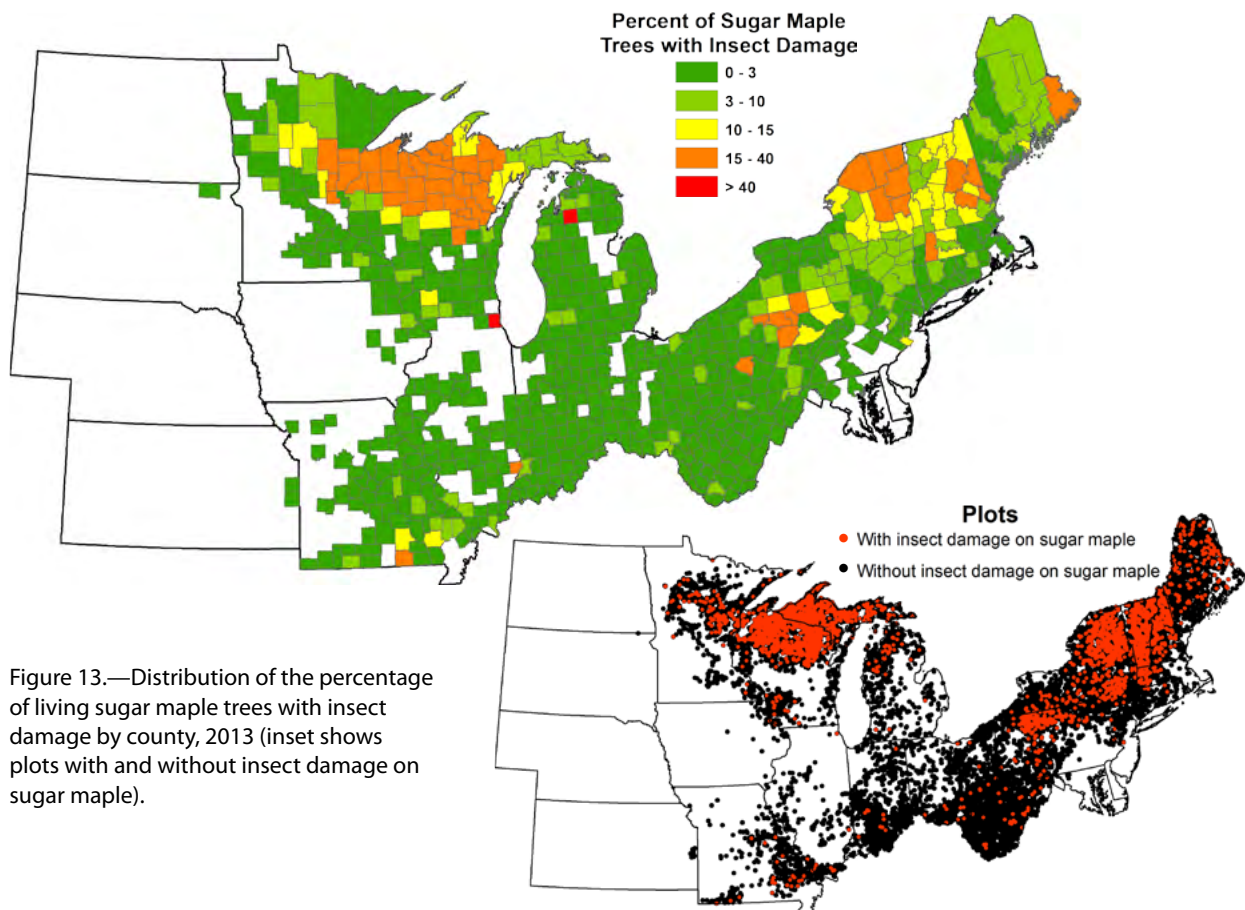 Percent of Sugar Maple
Trees with Insect Damage
0 - 3
3 - 10
10 - 15
15 - 40
> 40
Plots
With insect damage on sugar maple
Without insect damage on sugar maple
Figure 13.—Distribution of the percentage
of living sugar maple trees with insect
damage by county, 2013 (inset shows
plots with and without insect damage on
sugar maple).